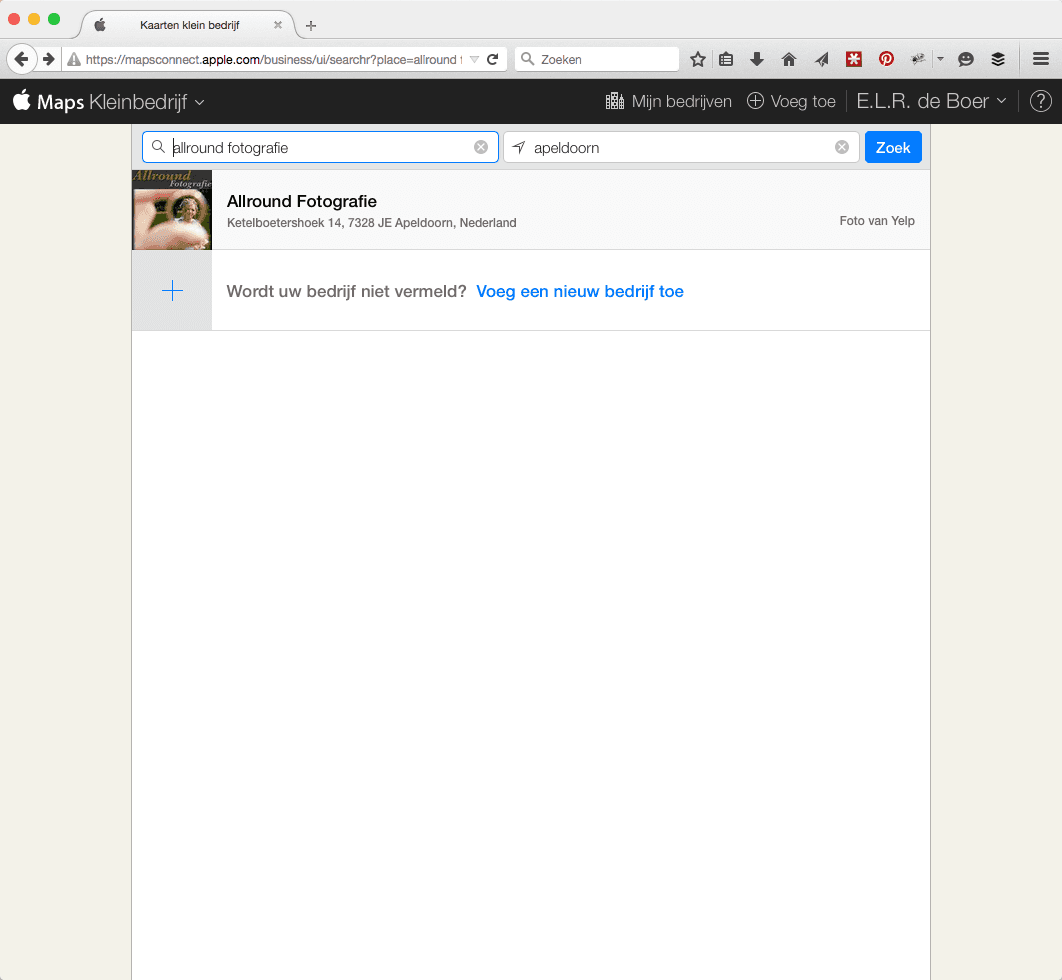 Kaarten klein bedrijf
https://mapsconnect.apple.com/business/ui/searchr?place=allround f
Zoeken
Maps Kleinbedrijf
Mijn bedrijven
Voeg toe
E.L.R. de Boer
?
allround fotografie
apeldoorn
Zoek
Allround
Fotografie
Allround Fotografie
Ketelboetershoek 14, 7328 JE Apeldoorn, Nederland
Foto van Yelp
Wordt uw bedrijf niet vermeld? Voeg een nieuw bedrijf toe